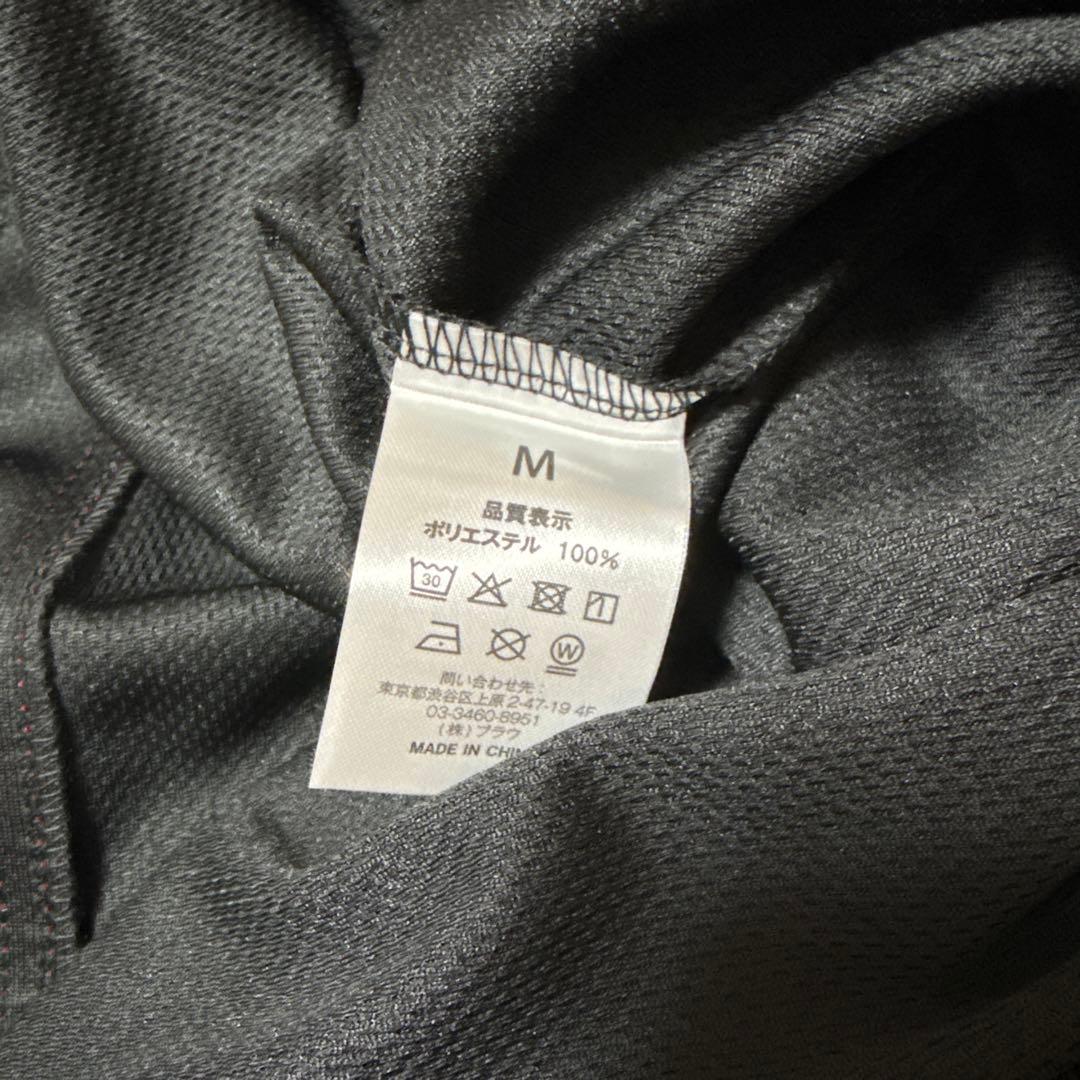 M
品質表示
ポリエステル 100%
30
W
問い合わせ先：
東京都渋谷区上原2-47-19 4F
03-3460-8951
(株)プラウ
MADE IN